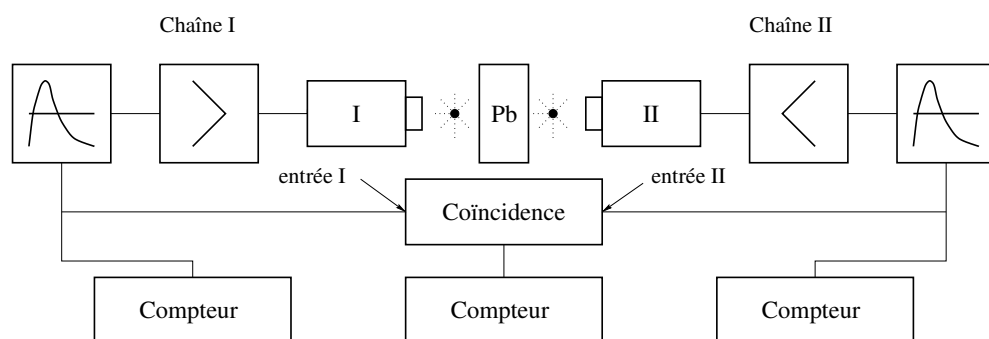 Chaîne I
Chaîne II
I
Pb
II
entrée I
entrée II
Coïncidence
Compteur
Compteur
Compteur